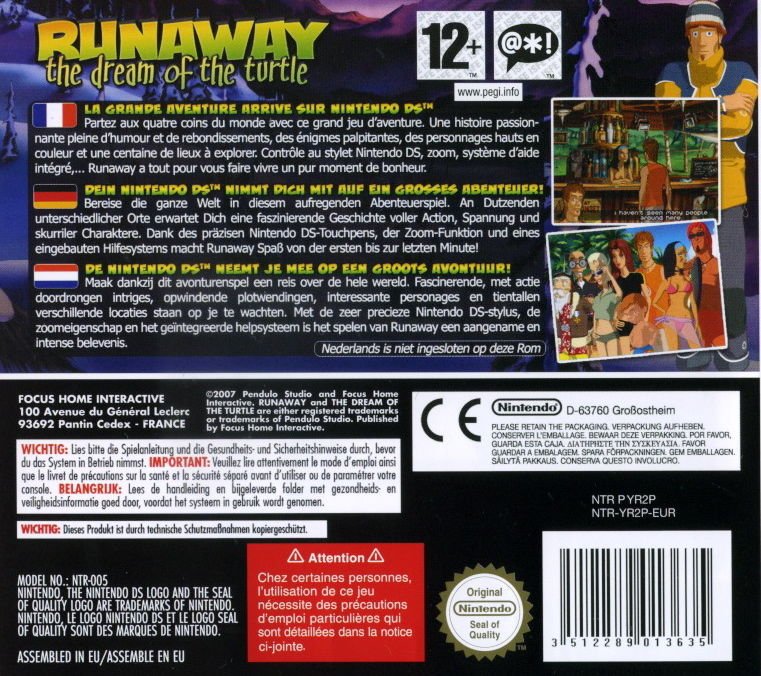 RUNAWAY
the dream of the turtle
12+
TM
@*!
TM
www.pegi.info
LA GRANDE AVENTURE ARRIVE SUR NINTENDO DS™
Partez aux quatre coins du monde avec ce grand jeu d'aventure. Une histoire passion-
nante pleine d'humour et de rebondissements, des énigmes palpitantes, des personnages hauts en
couleur et une centaine de lieux à explorer. Contrôle au stylet Nintendo DS, zoom, système d'aide
intégré,... Runaway a tout pour vous faire vivre un pur moment de bonheur.
DEIN NINTENDO DS™ NIMMT DICH MIT AUF EIN GROSSES ABENTEUER!
Bereise die ganze Welt in diesem aufregenden Abenteuerspiel. An Dutzenden
unterschiedlicher Orte erwartet Dich eine faszinierende Geschichte voller Action, Spannung und
skurriler Charaktere. Dank des präzisen Nintendo DS-Touchpens, der Zoom-Funktion und eines
eingebauten Hilfesystems macht Runaway Spaß von der ersten bis zur letzten Minute!
DE NINTENDO DS™ NEEMT JE MEE OP EEN GROOTS AVONTUUR!
Maak dankzij dit avonturenspel een reis over de hele wereld. Fascinerende, met actie
doordrongen intriges, opwindende plotwendingen, interessante personages en tientallen
verschillende locaties staan op je te wachten. Met de zeer precieze Nintendo DS-stylus, de
zoomeigenschap en het geïntegreerde helpsysteem is het spelen van Runaway een aangename en
intense belevenis.
Nederlands is niet ingesloten op deze Rom
i haven't seen many people
around here.
FOCUS HOME INTERACTIVE
100 Avenue du Général Leclerc
93692 Pantin Cedex - FRANCE
©2007 Pendulo Studio and Focus Home
Interactive. RUNAWAY and THE DREAM OF
THE TURTLE are either registered trademarks
or trademarks of Pendulo Studio. Published
by Focus Home Interactive.
CE
Nintendo® D-63760 Großostheim
PLEASE RETAIN THE PACKAGING. VERPACKUNG AUFHEBEN.
CONSERVER L'EMBALLAGE. BEWAAR DEZE VERPAKKING. POR FAVOR,
GUARDA ESTA CAJA. ΔΙΑΤΗΡΗΤΕ ΤΗΝ ΣΥΣΚΕΥΑΣΙΑ. FAVOR
GUARDAR A EMBALAGEM. SPARA FÖRPACKNINGEN. GEM EMBALLAGEN.
SÄILYTÄ PAKKAUS. CONSERVA QUESTO INVOLUCRO.
WICHTIG: Lies bitte die Spielanleitung und die Gesundheits- und Sicherheitshinweise durch, bevor
du das System in Betrieb nimmst. IMPORTANT: Veuillez lire attentivement le mode d'emploi ainsi
que le livret de précautions sur la santé et la sécurité séparé avant d'utiliser ou de paramétrer votre
console. BELANGRIJK: Lees de handleiding en bijgeleverde folder met gezondheids- en
veiligheidsinformatie goed door, voordat het systeem in gebruik wordt genomen.
WICHTIG: Dieses Produkt ist durch technische Schutzmaßnahmen kopiergeschützt.
NTR P YR2P
NTR-YR2P-EUR
MODEL NO.: NTR-005
NINTENDO, THE NINTENDO DS LOGO AND THE SEAL
OF QUALITY LOGO ARE TRADEMARKS OF NINTENDO.
NINTENDO, LE LOGO NINTENDO DS ET LE LOGO SEAL
OF QUALITY SONT DES MARQUES DE NINTENDO.
ASSEMBLED IN EU/ASSEMBLE EN EU
⚠ Attention ⚠
Chez certaines personnes,
l'utilisation de ce jeu
nécessite des précautions
d'emploi particulières qui
sont détaillées dans la notice
ci-jointe.
Original
Nintendo®
Seal of
Quality
3 512289 013635